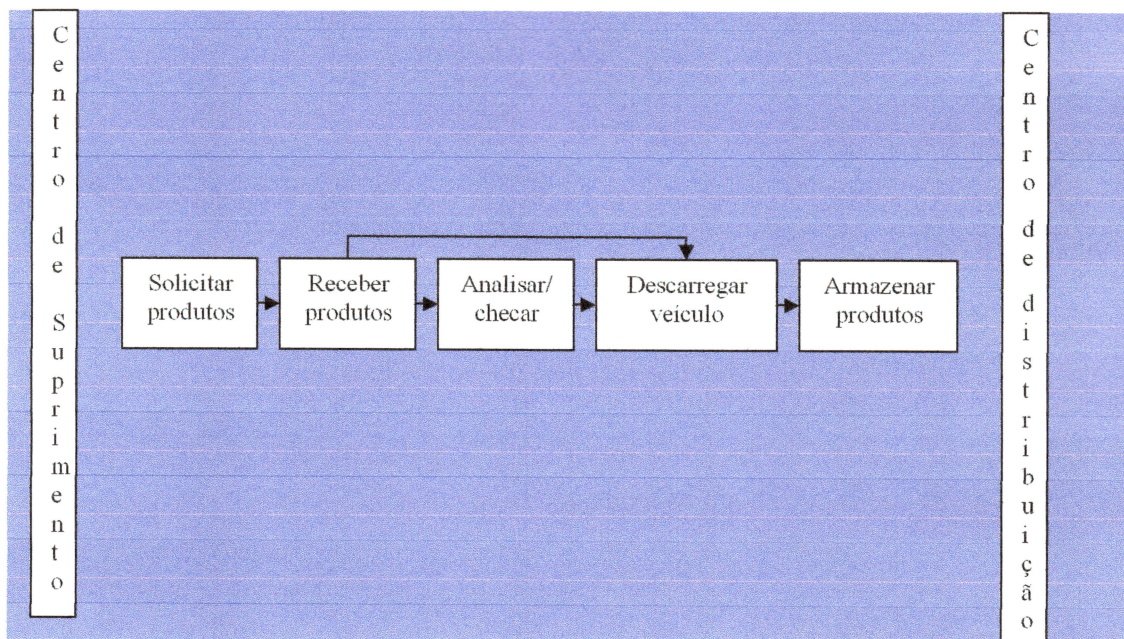 Centro de Suprimento
Solicitar
produtos
Receber
produtos
Analisar/
checar
Descarregar
veículo
Armazenar
produtos
Centro de distribuição